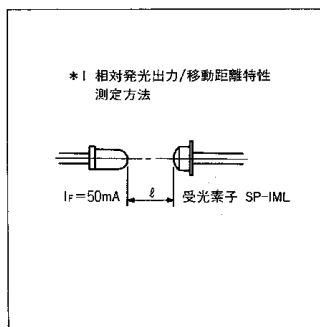 *1 相対発光出力/移動距離特性
測定方法
ℓ
IF=50mA
受光素子 SP-IML